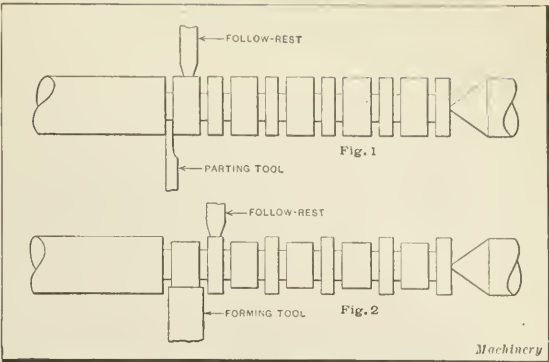 FOLLOW-REST
Fig. 1
PARTING TOOL
FOLLOW-REST
FORMING TOOL
Fig. 2
Machinery